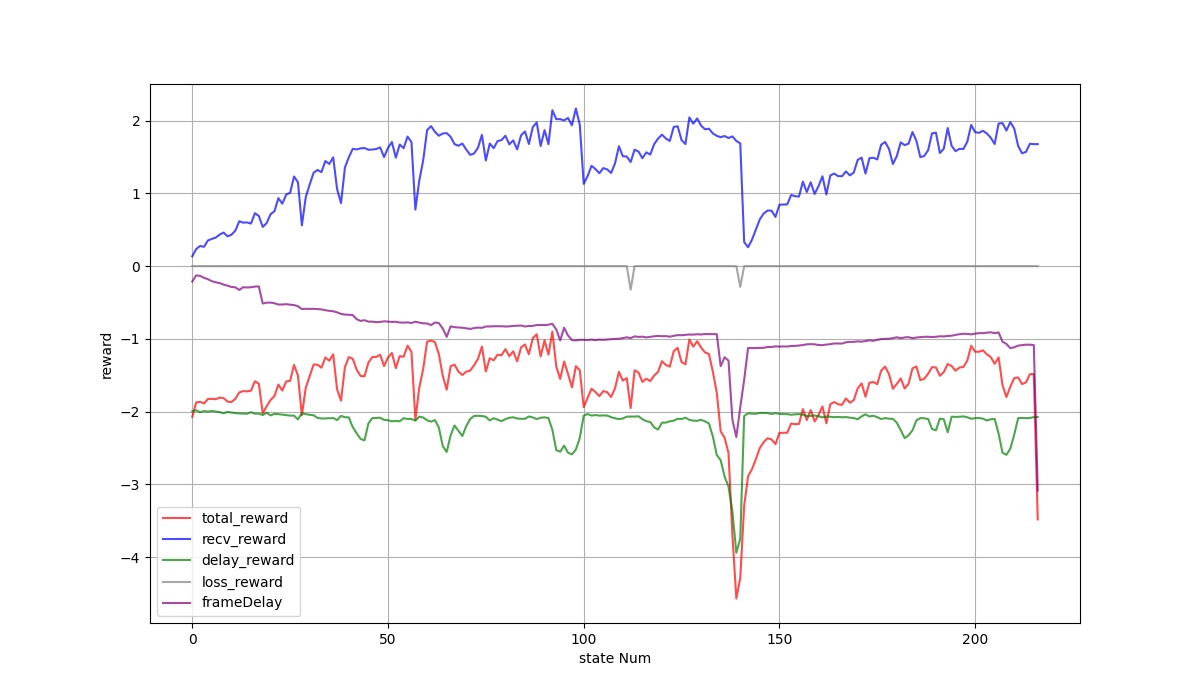 2
1
0
−1
−2
−3
−4
reward
total_reward
recv_reward
delay_reward
loss_reward
frameDelay
0 50 100 150 200
state Num